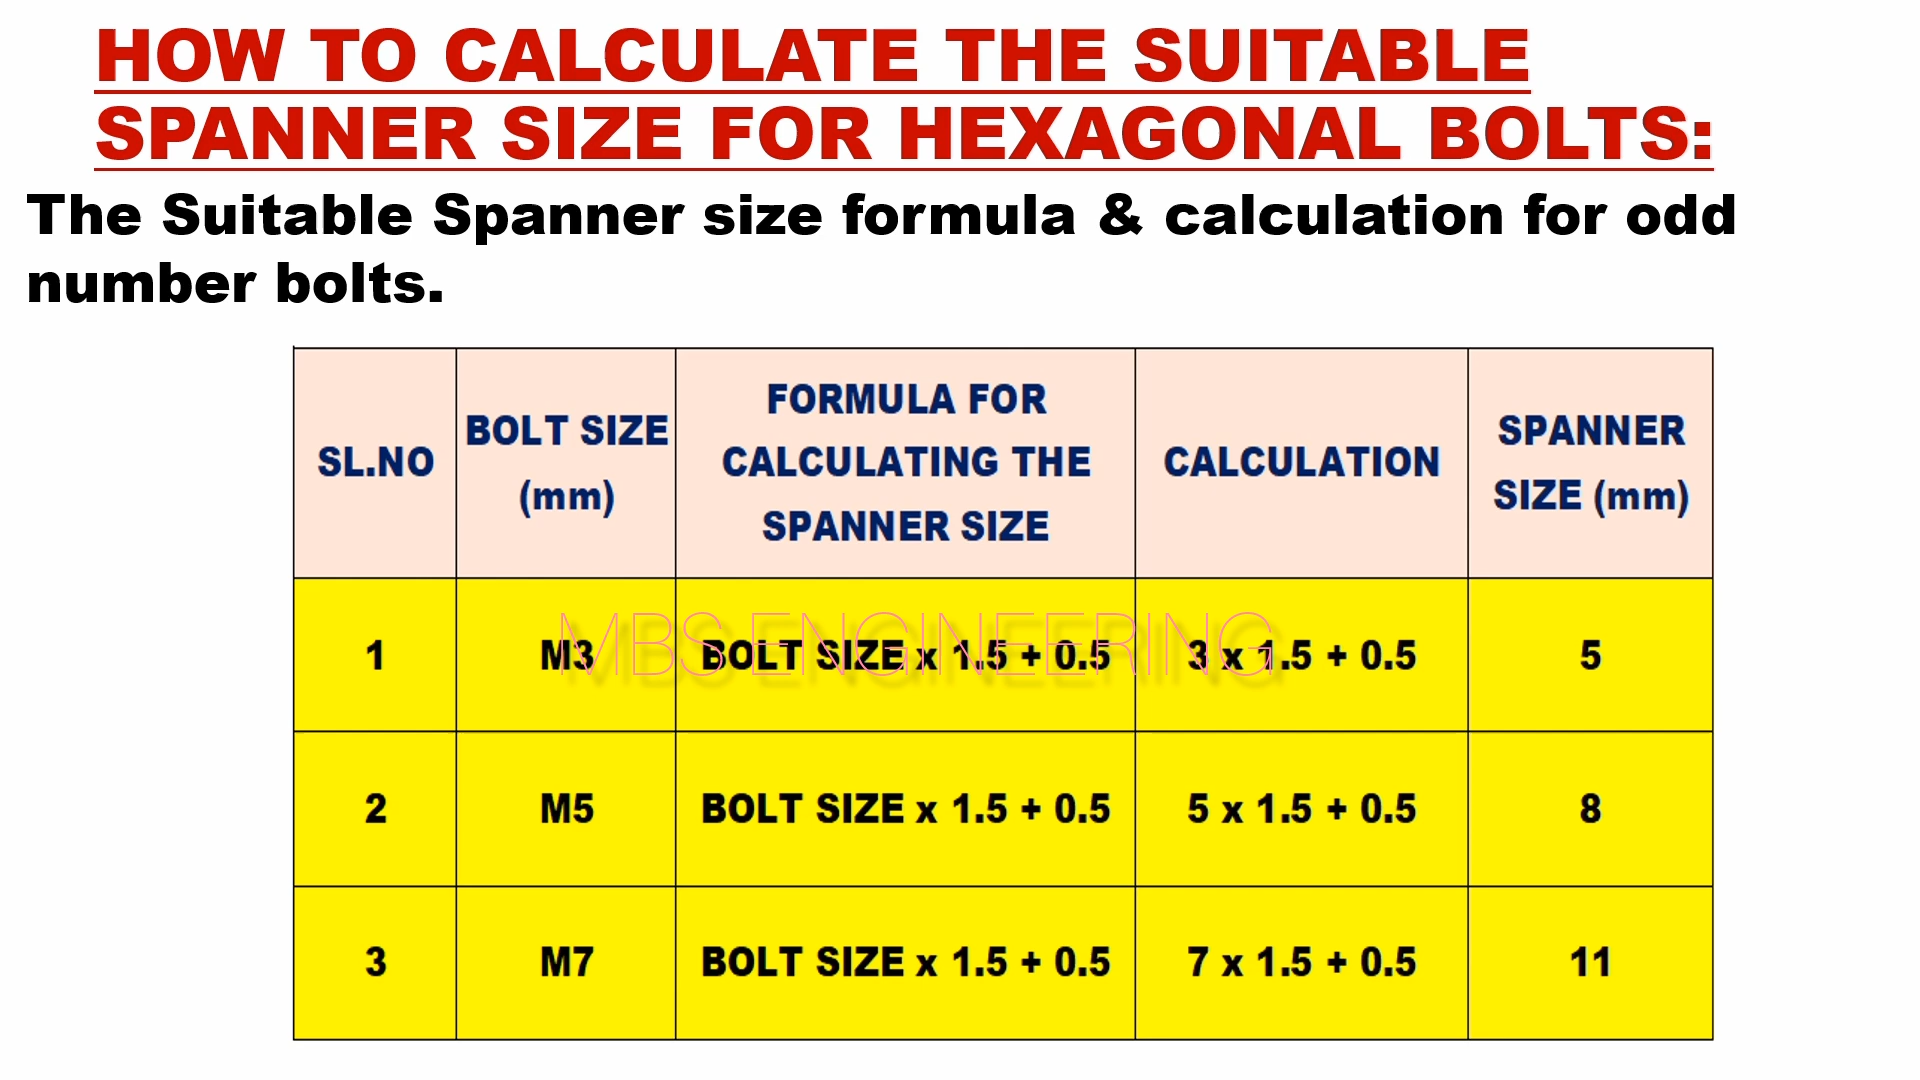 HOW TO CALCULATE THE SUITABLE
SPANNER SIZE FOR HEXAGONAL BOLTS:
The Suitable Spanner size formula & calculation for odd
number bolts.
SL.NO
BOLT SIZE
(mm)
FORMULA FOR
CALCULATING THE
SPANNER SIZE
CALCULATION
SPANNER
SIZE (mm)
1
M3
BOLT SIZE x 1.5 + 0.5
3 x 1.5 + 0.5
5
MBS ENGINEERING
2
M5
BOLT SIZE x 1.5 + 0.5
5 x 1.5 + 0.5
8
3
M7
BOLT SIZE x 1.5 + 0.5
7 x 1.5 + 0.5
11